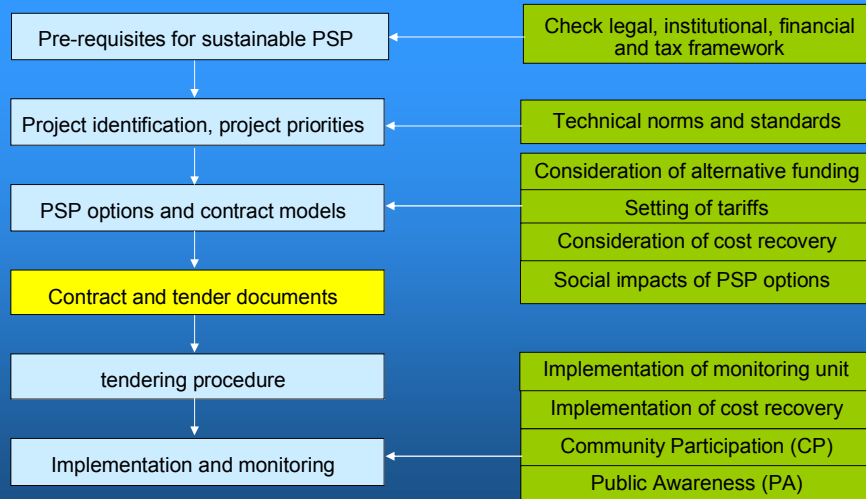 Pre-requisites for sustainable PSP
Check legal, institutional, financial
and tax framework
Project identification, project priorities
Technical norms and standards
PSP options and contract models
Consideration of alternative funding
Setting of tariffs
Consideration of cost recovery
Social impacts of PSP options
Contract and tender documents
tendering procedure
Implementation and monitoring
Implementation of monitoring unit
Implementation of cost recovery
Community Participation (CP)
Public Awareness (PA)